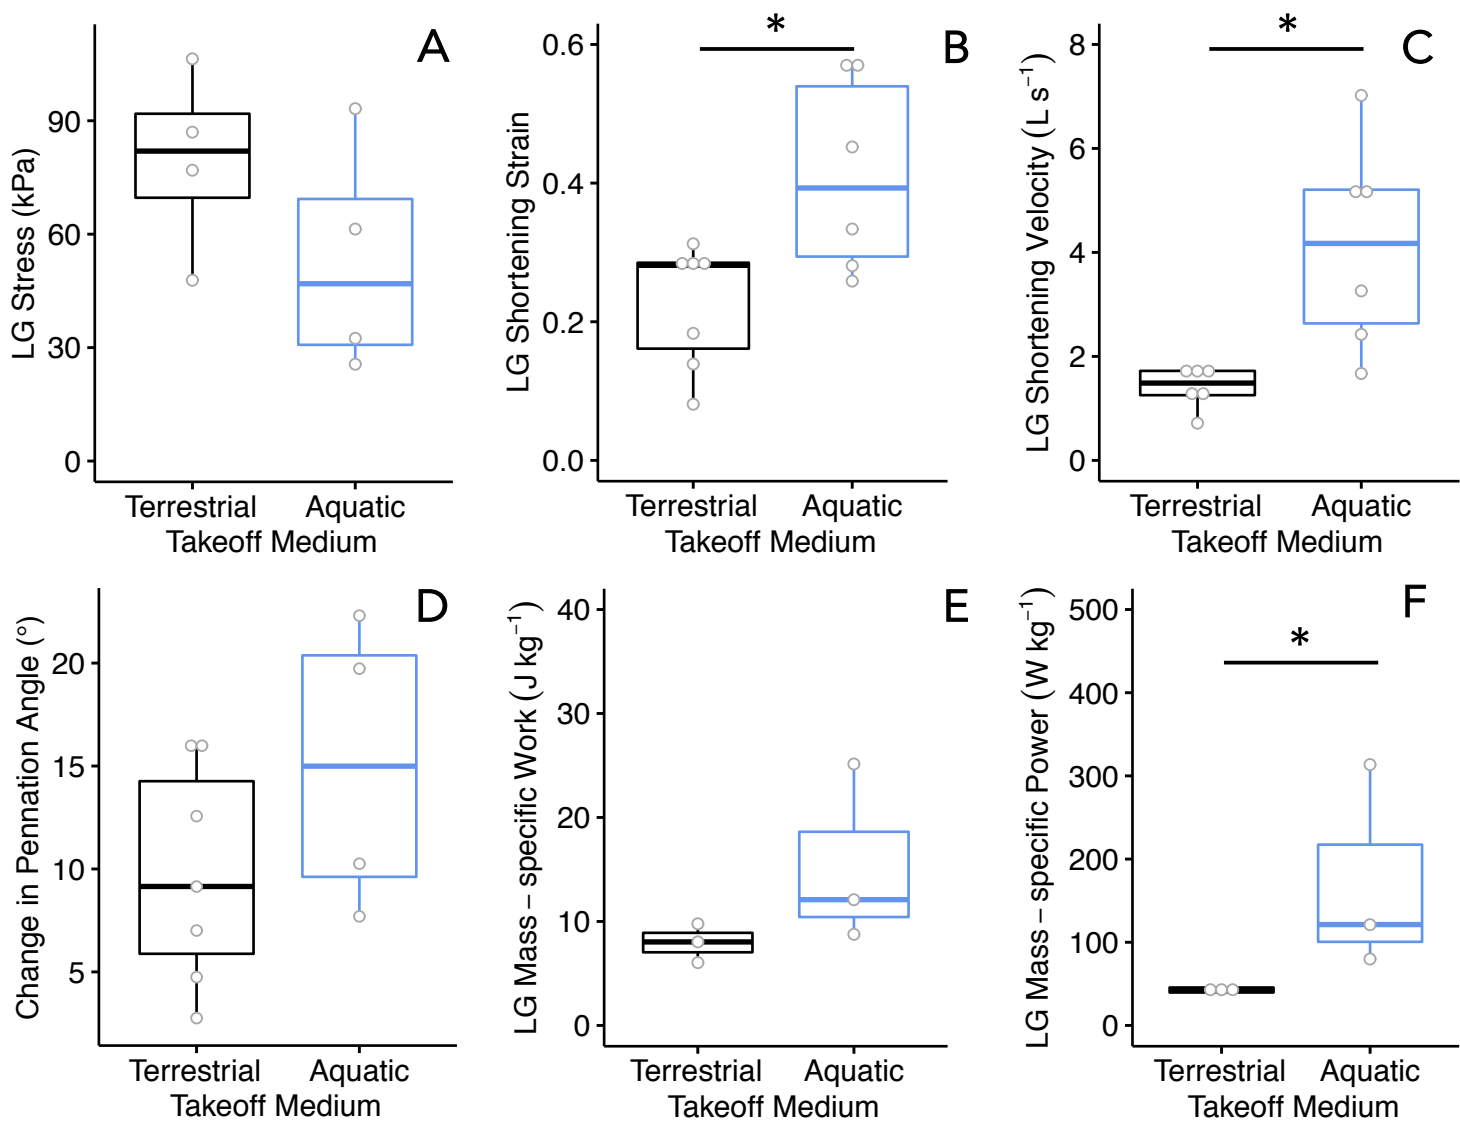 A
LG Stress (kPa)
90
60
30
0
Terrestrial Aquatic
Takeoff Medium
*
B
LG Shortening Strain
0.6
0.4
0.2
0.0
Terrestrial Aquatic
Takeoff Medium
*
C
LG Shortening Velocity (L s⁻¹)
8
6
4
2
0
Terrestrial Aquatic
Takeoff Medium
D
Change in Pennation Angle (°)
20
15
10
5
Terrestrial Aquatic
Takeoff Medium
E
LG Mass−specific Work (J kg⁻¹)
40
30
20
10
0
Terrestrial Aquatic
Takeoff Medium
F
*
LG Mass−specific Power (W kg⁻¹)
500
400
300
200
100
0
Terrestrial Aquatic
Takeoff Medium